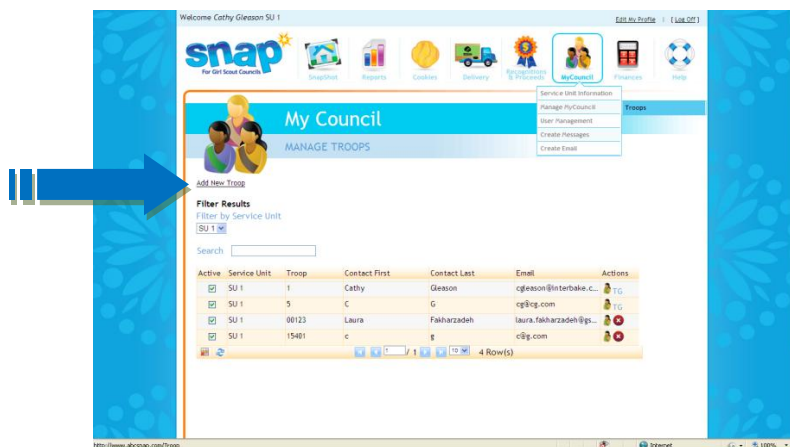 Welcome Cathy Gleason SU 1
Edit My Profile | [ Log Off ]
snap
For Girl Scout Councils
SnapShot Reports Cookies Delivery Recognitions & Proceeds MyCouncil Finances Help
Service Unit Information
Manage MyCouncil
User Management
Create Messages
Create Email
Troops
My Council
MANAGE TROOPS
Add New Troop
Filter Results
Filter by Service Unit
SU 1
Search
Active Service Unit Troop Contact First Contact Last Email Actions
SU 1 1 Cathy Gleason cgleason@interbake.c... TG
SU 1 5 C G cg@cg.com TG
SU 1 00123 Laura Fakharzadeh laura.fakharzadeh@gs...
SU 1 15401 c g c@g.com
1 / 1 10 4 Row(s)
http://www.abcsnap.com/Troop
Internet
100%